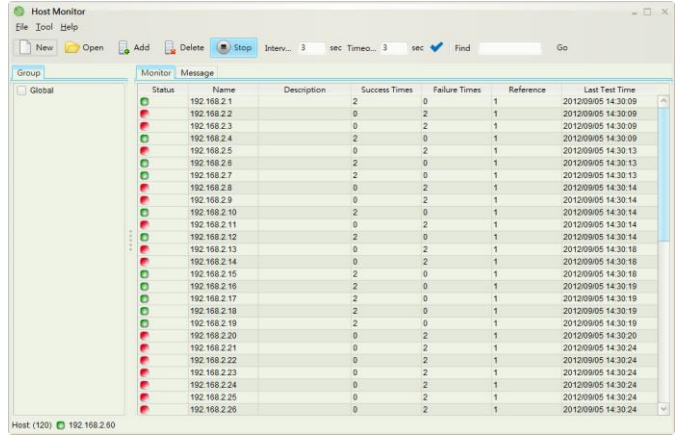 Host Monitor
File Tool Help
New Open Add Delete Stop Interv... 3 sec Timeo... 3 sec Find Go
Group
Monitor Message
Global
Status Name Description Success Times Failure Times Reference Last Test Time
192.168.2.1 2 0 1 2012/09/05 14:30:09
192.168.2.2 0 2 1 2012/09/05 14:30:09
192.168.2.3 0 2 1 2012/09/05 14:30:09
192.168.2.4 2 0 1 2012/09/05 14:30:09
192.168.2.5 0 2 1 2012/09/05 14:30:13
192.168.2.6 2 0 1 2012/09/05 14:30:13
192.168.2.7 2 0 1 2012/09/05 14:30:13
192.168.2.8 0 2 1 2012/09/05 14:30:14
192.168.2.9 0 2 1 2012/09/05 14:30:14
192.168.2.10 2 0 1 2012/09/05 14:30:14
192.168.2.11 0 2 1 2012/09/05 14:30:14
192.168.2.12 2 0 1 2012/09/05 14:30:14
192.168.2.13 0 2 1 2012/09/05 14:30:18
192.168.2.14 0 2 1 2012/09/05 14:30:18
192.168.2.15 2 0 1 2012/09/05 14:30:18
192.168.2.16 2 0 1 2012/09/05 14:30:19
192.168.2.17 2 0 1 2012/09/05 14:30:19
192.168.2.18 2 0 1 2012/09/05 14:30:19
192.168.2.19 2 0 1 2012/09/05 14:30:19
192.168.2.20 0 2 1 2012/09/05 14:30:20
192.168.2.21 0 2 1 2012/09/05 14:30:24
192.168.2.22 0 2 1 2012/09/05 14:30:24
192.168.2.23 0 2 1 2012/09/05 14:30:24
192.168.2.24 0 2 1 2012/09/05 14:30:24
192.168.2.25 0 2 1 2012/09/05 14:30:24
192.168.2.26 0 2 1 2012/09/05 14:30:24
Host: (120) 192.168.2.60